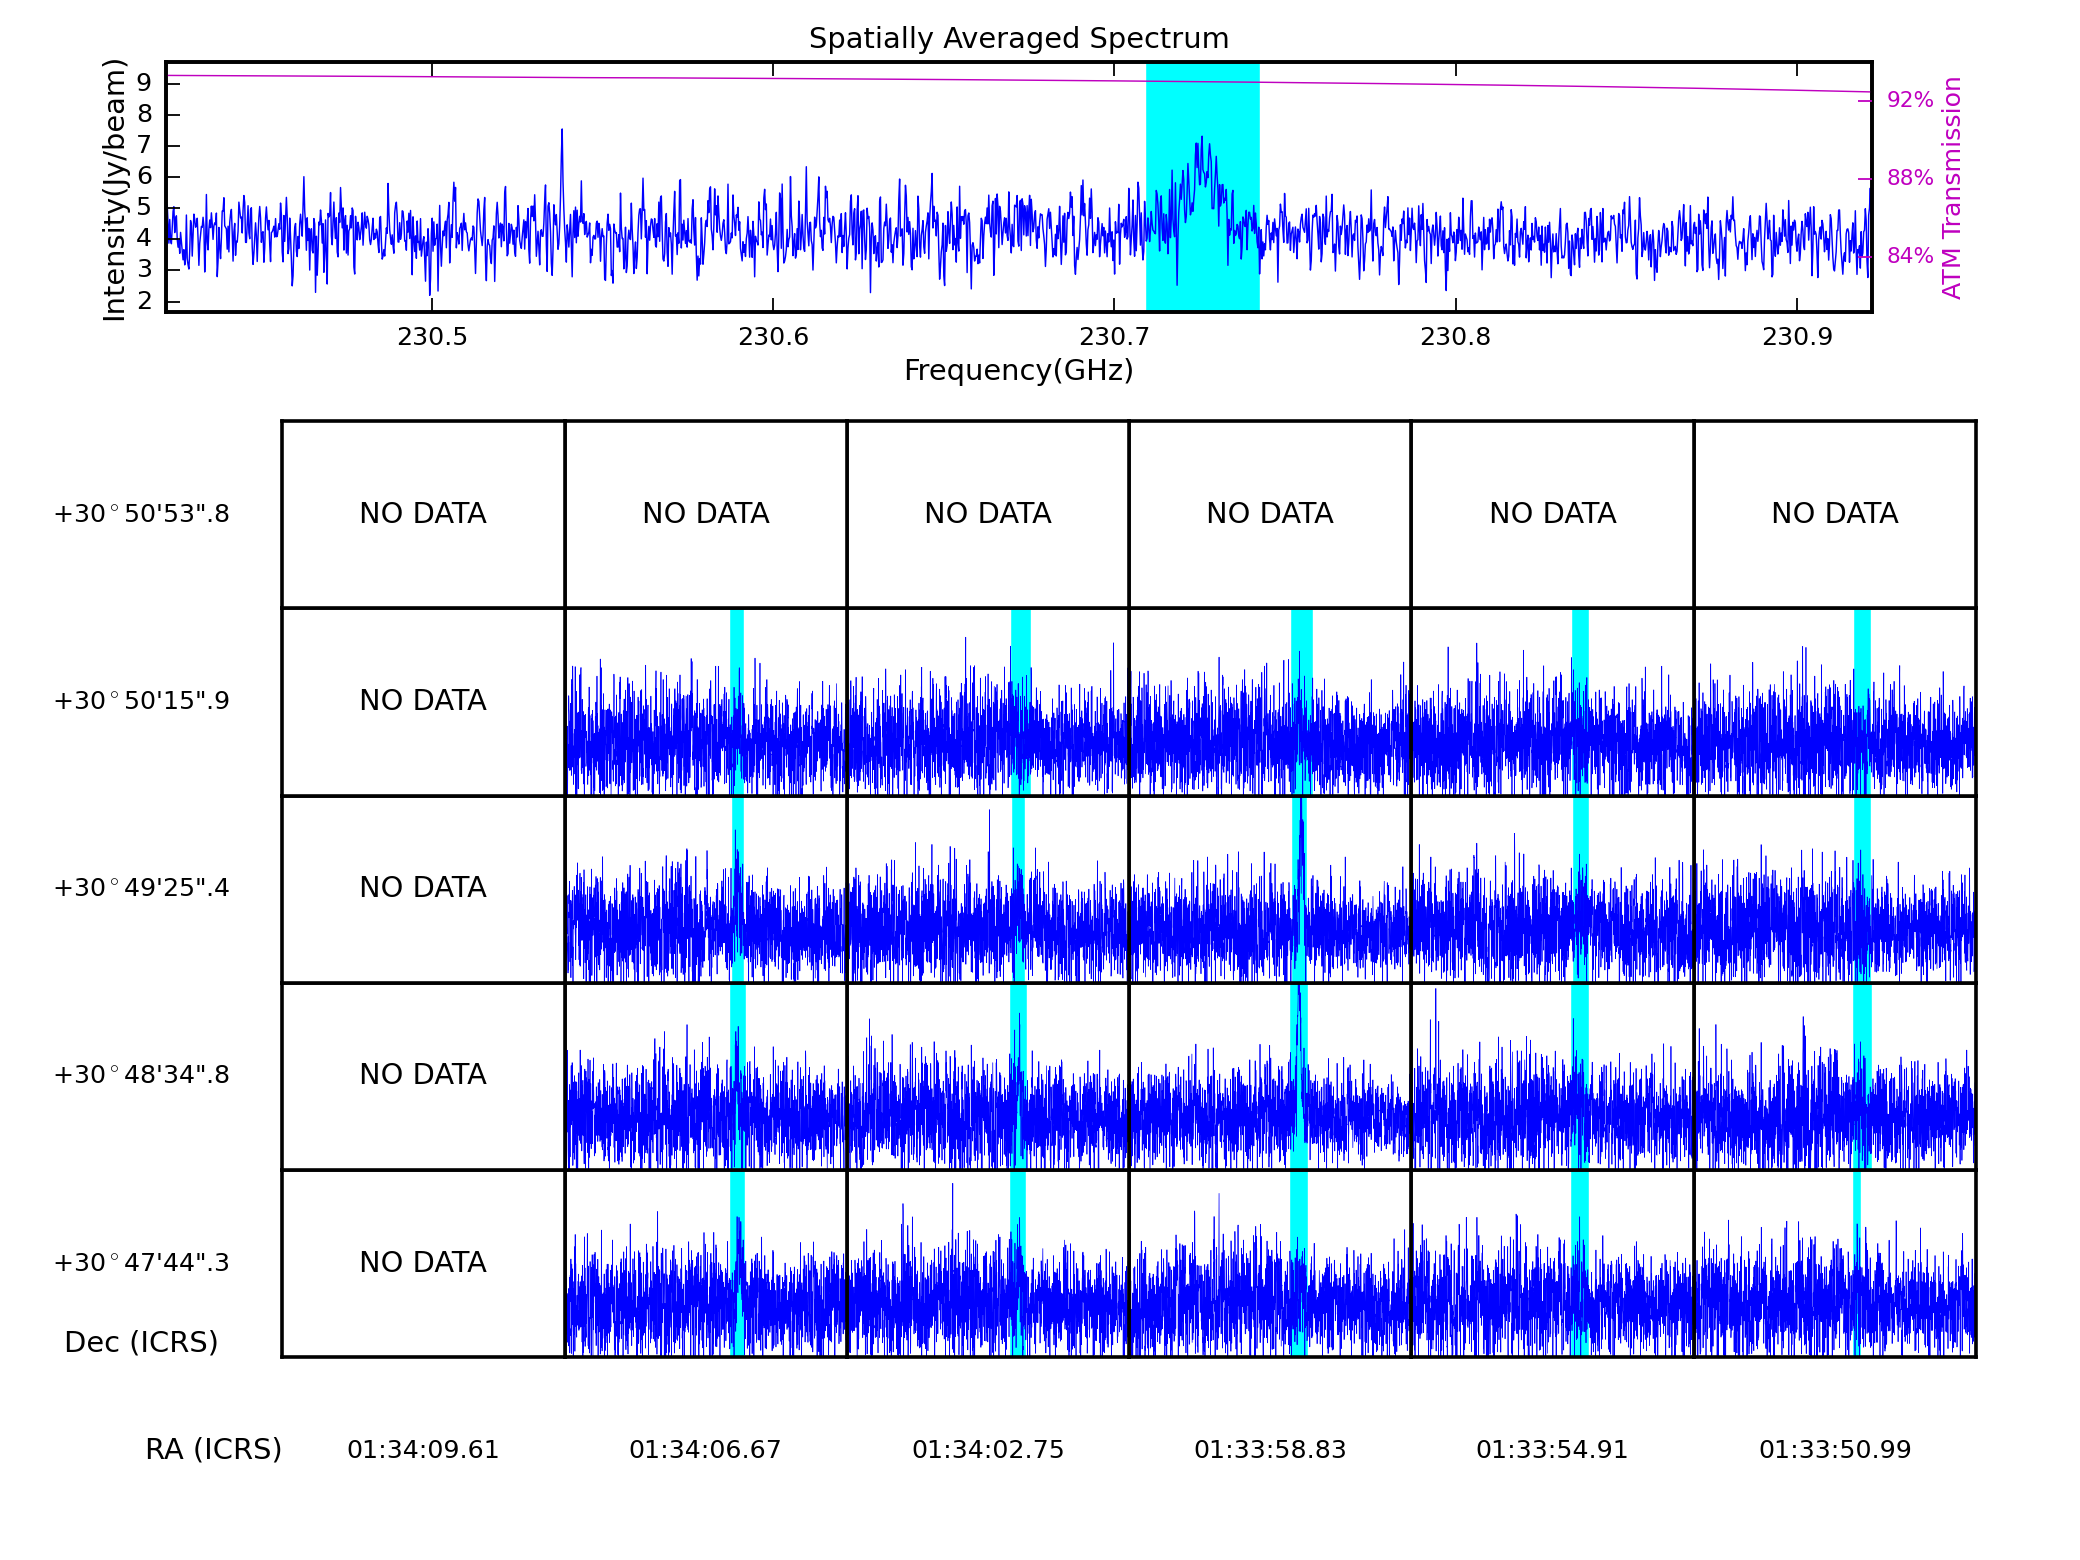 Spatially Averaged Spectrum
Intensity(Jy/beam)
9
8
7
6
5
4
3
2
92%
88%
84%
ATM Transmission
230.5 230.6 230.7 230.8 230.9
Frequency(GHz)
+30°50'53".8 NO DATA NO DATA NO DATA NO DATA NO DATA NO DATA
+30°50'15".9 NO DATA
+30°49'25".4 NO DATA
+30°48'34".8 NO DATA
+30°47'44".3 NO DATA
Dec (ICRS)
RA (ICRS) 01:34:09.61 01:34:06.67 01:34:02.75 01:33:58.83 01:33:54.91 01:33:50.99